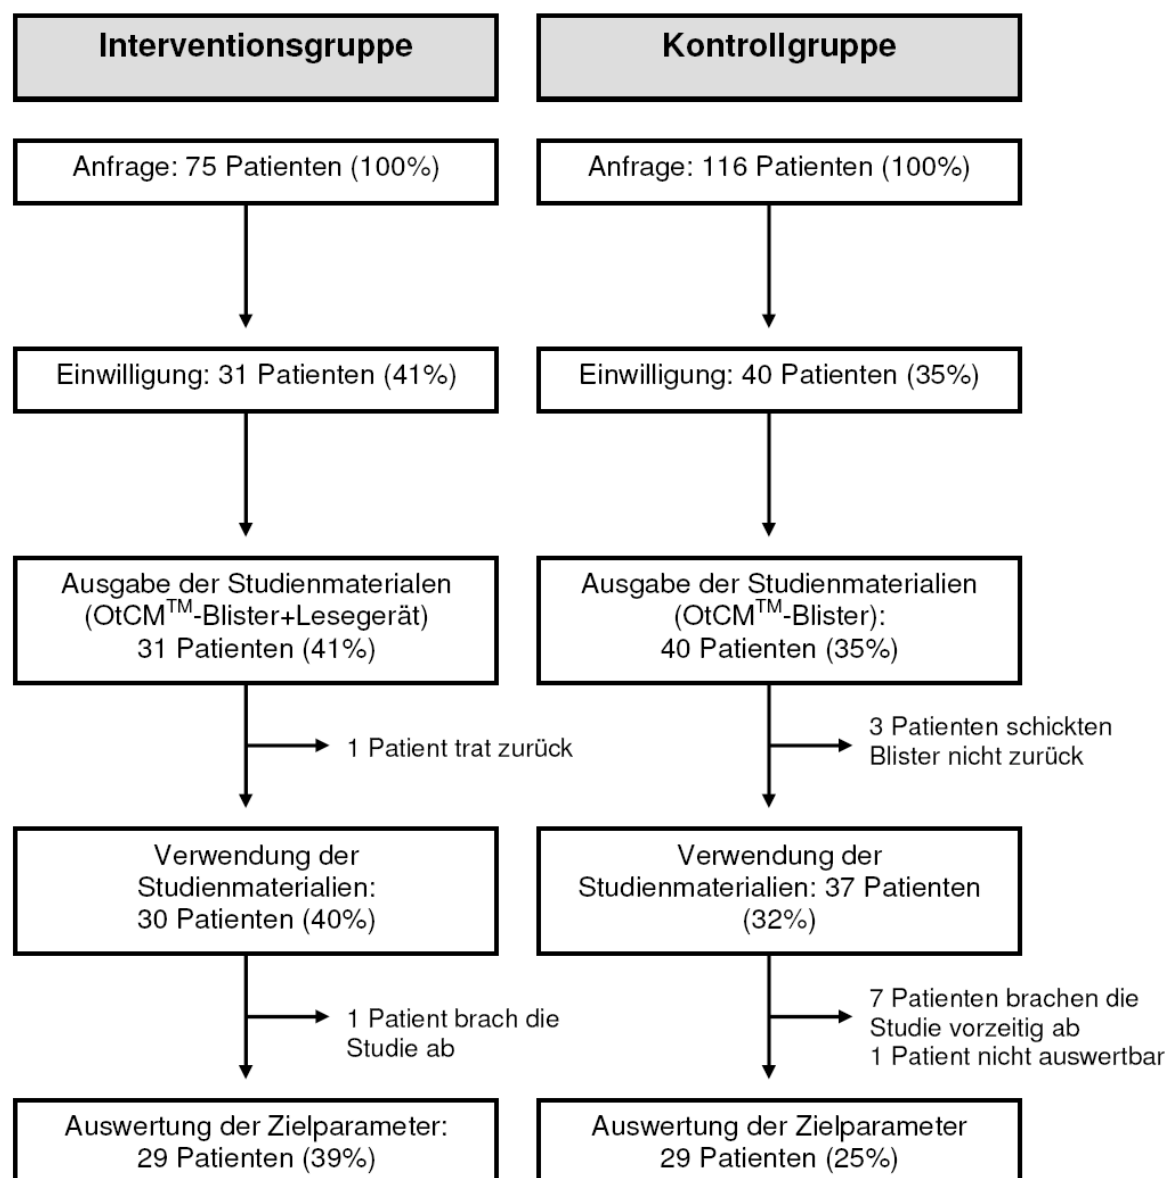 Interventionsgruppe
Kontrollgruppe
Anfrage: 75 Patienten (100%)
Anfrage: 116 Patienten (100%)
Einwilligung: 31 Patienten (41%)
Einwilligung: 40 Patienten (35%)
Ausgabe der Studienmaterialen
(OtCM™-Blister+Lesegerät)
31 Patienten (41%)
Ausgabe der Studienmaterialien
(OtCM™-Blister):
40 Patienten (35%)
1 Patient trat zurück
3 Patienten schickten
Blister nicht zurück
Verwendung der
Studienmaterialien:
30 Patienten (40%)
Verwendung der
Studienmaterialien: 37 Patienten
(32%)
1 Patient brach die
Studie ab
7 Patienten brachen die
Studie vorzeitig ab
1 Patient nicht auswertbar
Auswertung der Zielparameter:
29 Patienten (39%)
Auswertung der Zielparameter
29 Patienten (25%)